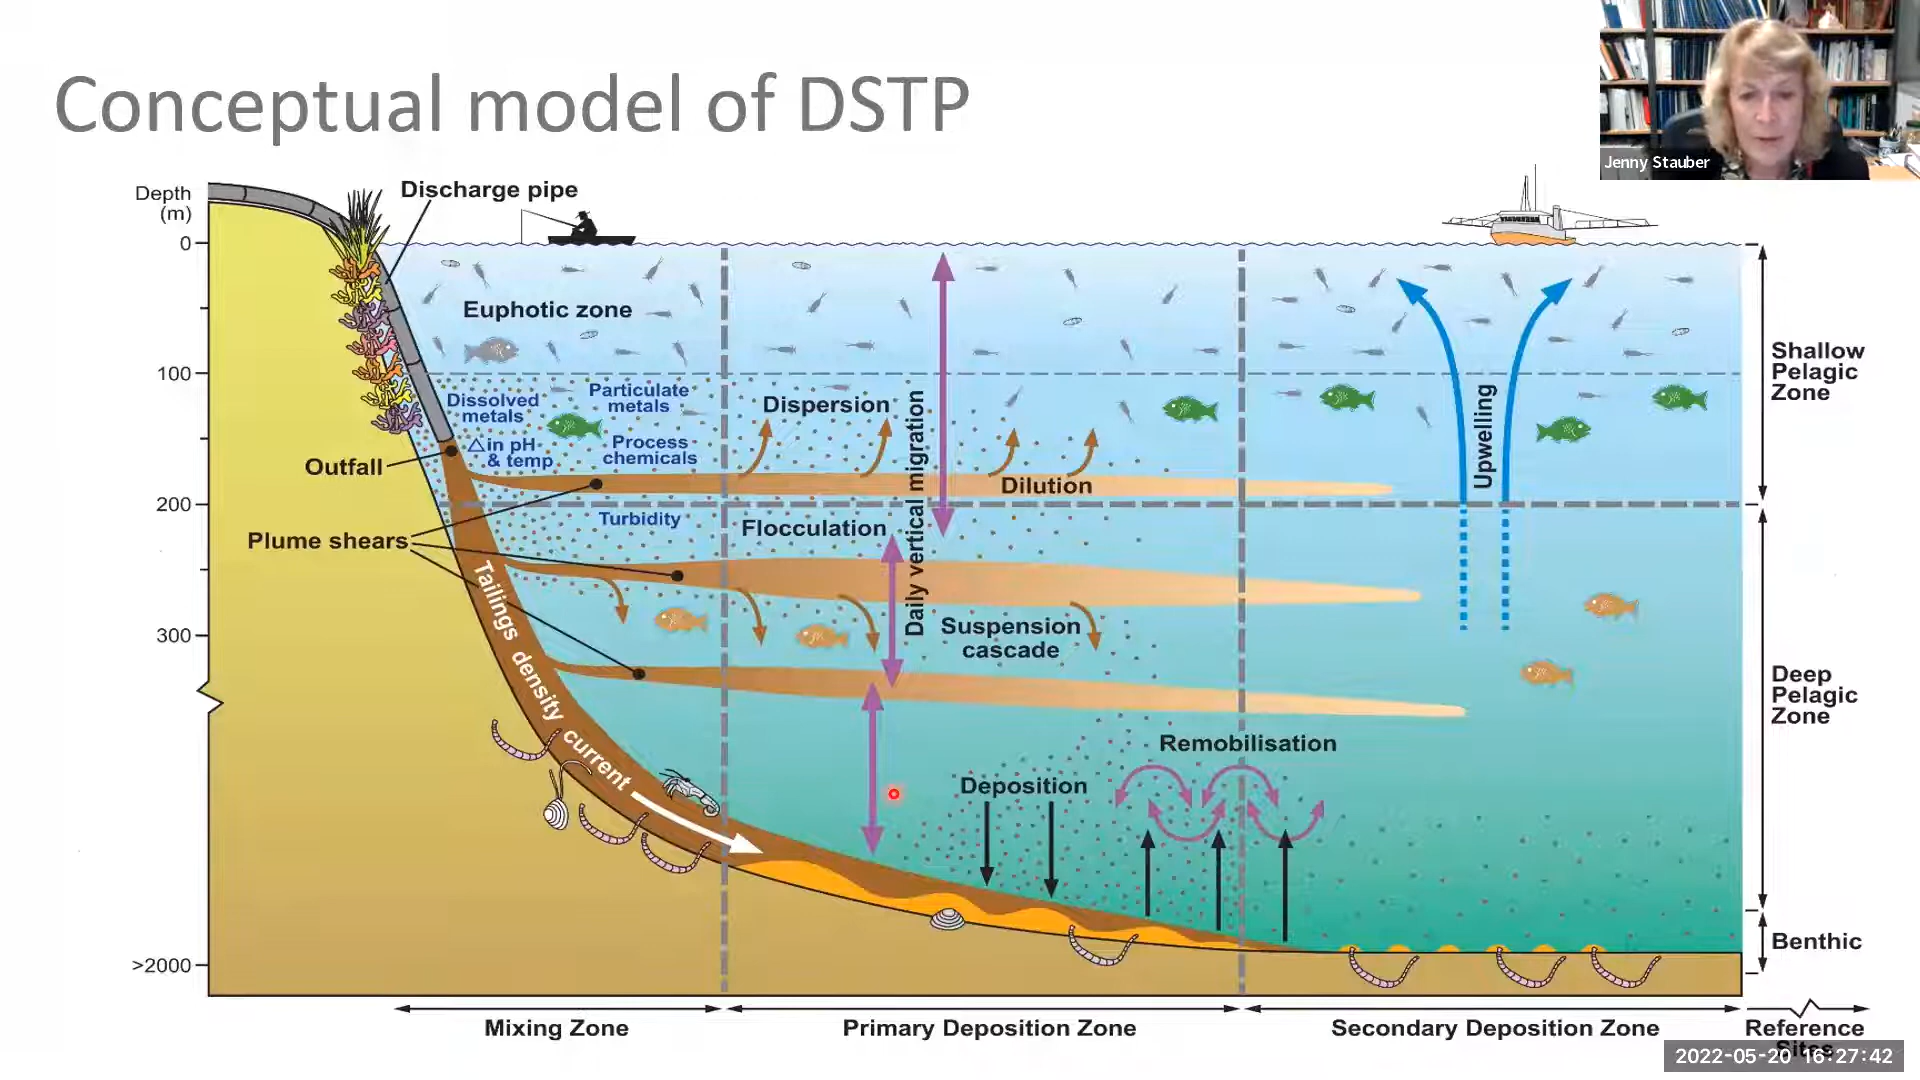 Conceptual model of DSTP
Jenny Stauber
Depth
(m)
0
100
200
300
>2000
Discharge pipe
Euphotic zone
Dissolved
metals
Particulate
metals
△in pH
& temp
Process
chemicals
Outfall
Plume shears
Turbidity
Dispersion
Dilution
Flocculation
Daily vertical migration
Suspension
cascade
Tailings density current
Deposition
Remobilisation
Upwelling
Shallow
Pelagic
Zone
Deep
Pelagic
Zone
Benthic
Mixing Zone
Primary Deposition Zone
Secondary Deposition Zone
Reference
Sites
2022-05-20 16:27:42